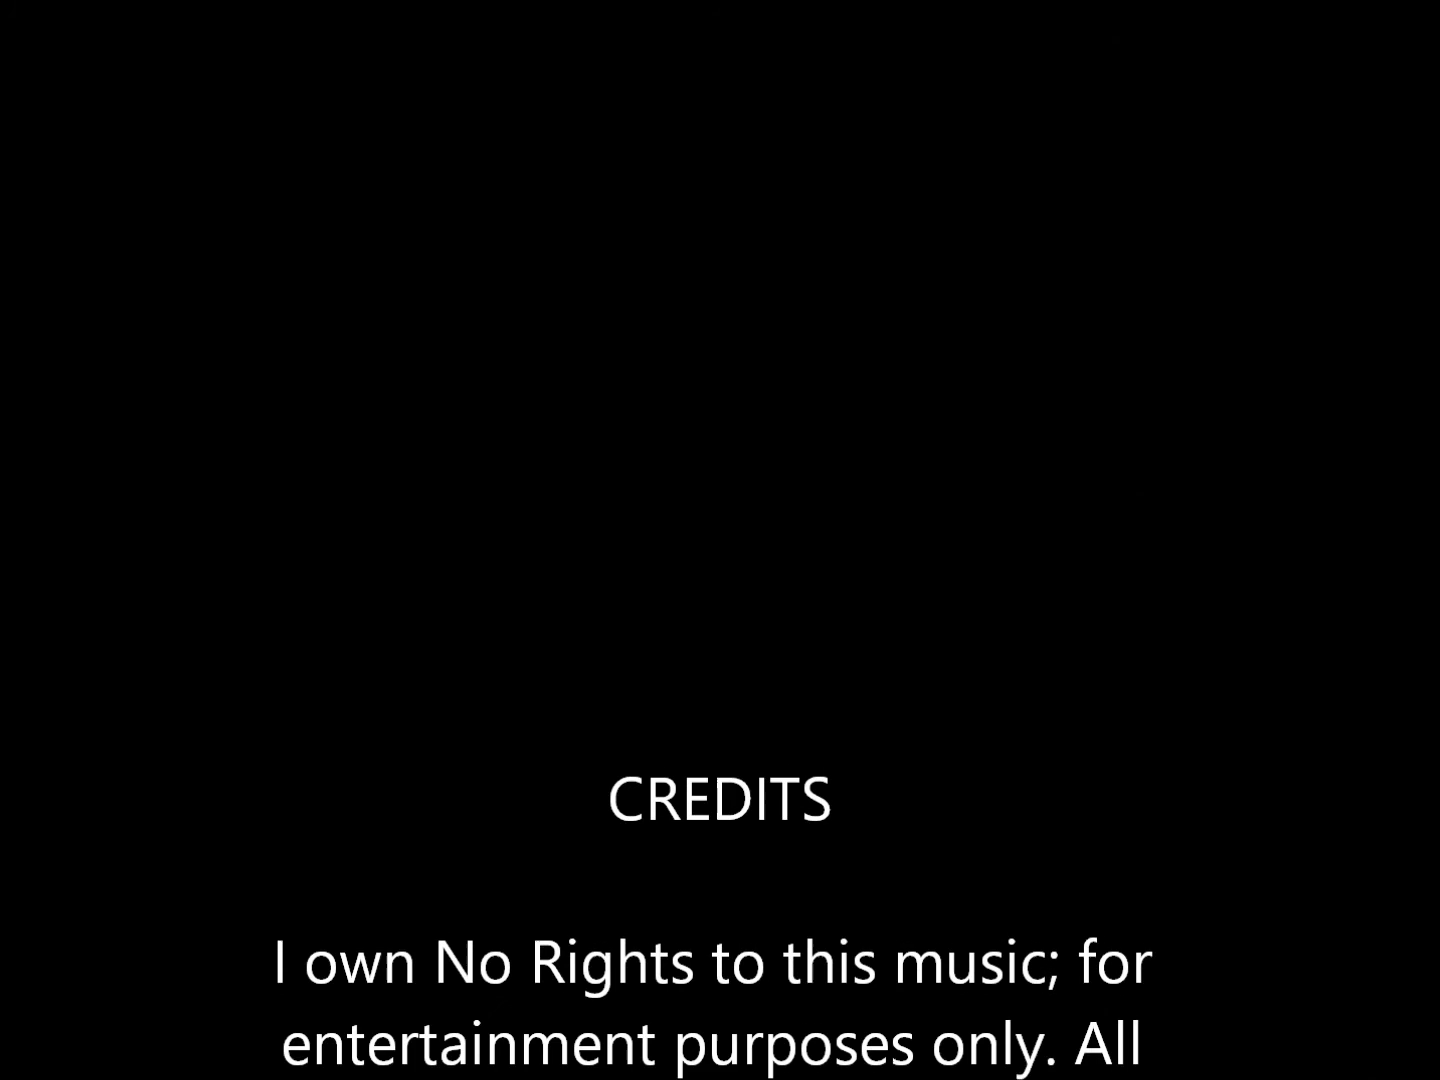 CREDITS
I own No Rights to this music; for
entertainment purposes only. All